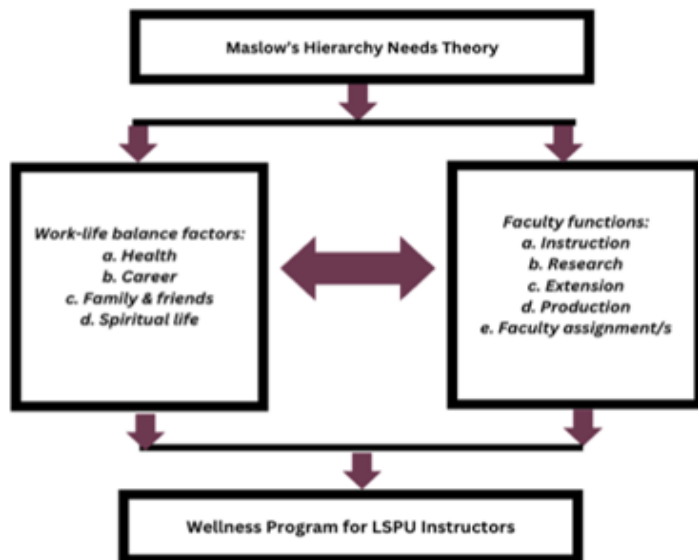 Maslow's Hierarchy Needs Theory
Work-life balance factors:
a. Health
b. Career
c. Family & friends
d. Spiritual life
Faculty functions:
a. Instruction
b. Research
c. Extension
d. Production
e. Faculty assignment/s
Wellness Program for LSPU Instructors